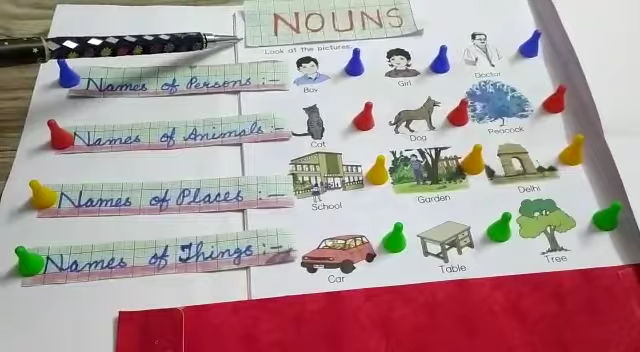 NOUNS
Look at the pictures.
Names of Persons :-
Boy Girl Doctor
Names of Animals :-
Cat Dog Peacock
Names of Places :-
School Garden Delhi
Names of Things :-
Car Table Tree